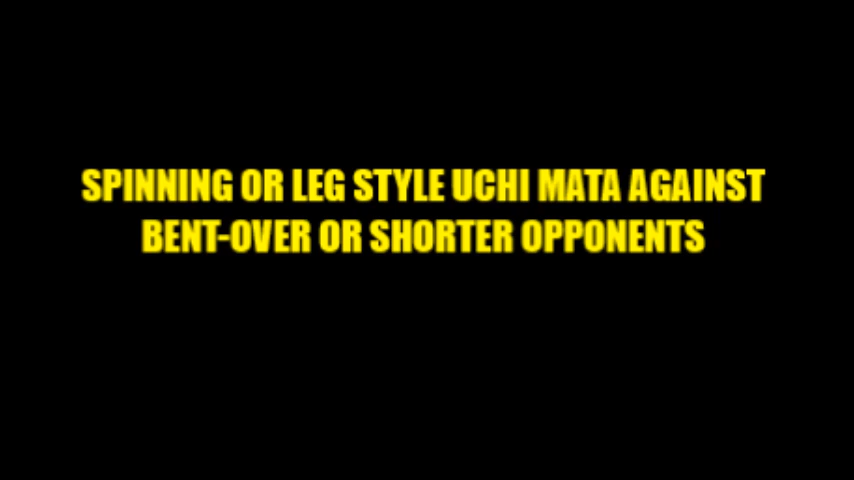 SPINNING OR LEG STYLE UCHI MATA AGAINST
BENT-OVER OR SHORTER OPPONENTS